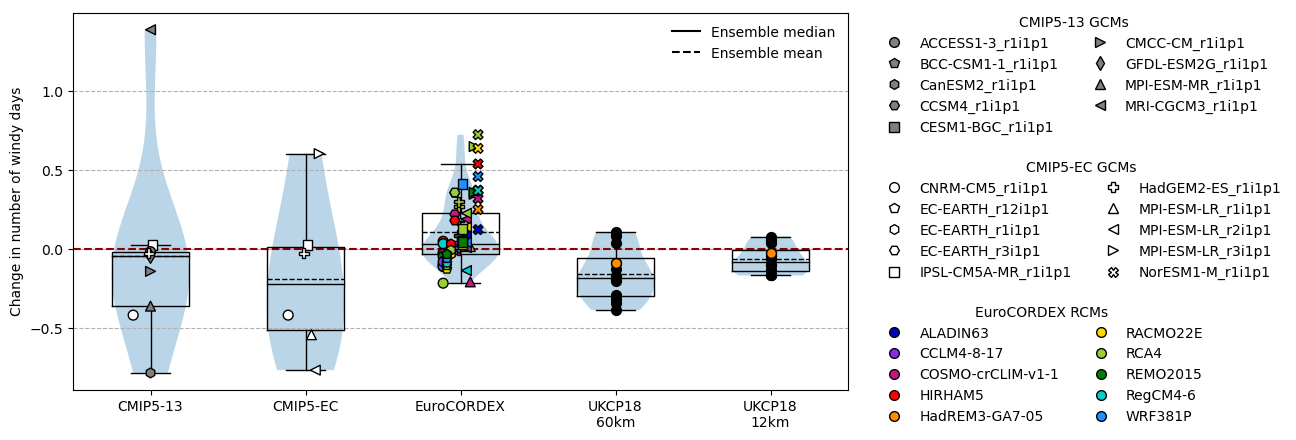 Change in number of windy days
1.0
0.5
0.0
−0.5
CMIP5-13
CMIP5-EC
EuroCORDEX
UKCP18
60km
UKCP18
12km
Ensemble median
Ensemble mean
CMIP5-13 GCMs
ACCESS1-3_r1i1p1
BCC-CSM1-1_r1i1p1
CanESM2_r1i1p1
CCSM4_r1i1p1
CESM1-BGC_r1i1p1
CMCC-CM_r1i1p1
GFDL-ESM2G_r1i1p1
MPI-ESM-MR_r1i1p1
MRI-CGCM3_r1i1p1
CMIP5-EC GCMs
CNRM-CM5_r1i1p1
EC-EARTH_r12i1p1
EC-EARTH_r1i1p1
EC-EARTH_r3i1p1
IPSL-CM5A-MR_r1i1p1
HadGEM2-ES_r1i1p1
MPI-ESM-LR_r1i1p1
MPI-ESM-LR_r2i1p1
MPI-ESM-LR_r3i1p1
NorESM1-M_r1i1p1
EuroCORDEX RCMs
ALADIN63
CCLM4-8-17
COSMO-crCLIM-v1-1
HIRHAM5
HadREM3-GA7-05
RACMO22E
RCA4
REMO2015
RegCM4-6
WRF381P